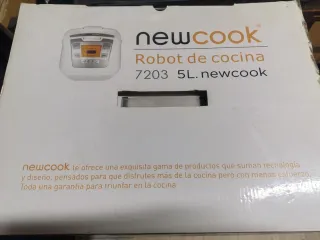 newcook
Robot de cocina
7203 5L. newcook
newcook le ofrece una exquisita gama de productos que suman tecnología
y diseño, pensados para que disfrutes más de la cocina pero con menos calorías.
Toda una garantía para triunfar en la cocina.